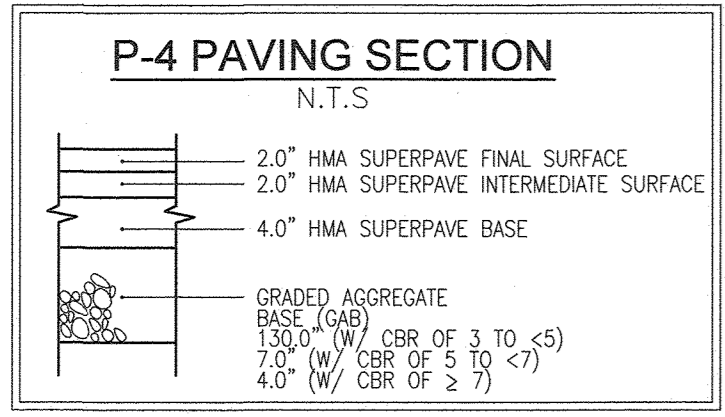 P-4 PAVING SECTION
N.T.S
2.0" HMA SUPERPAVE FINAL SURFACE
2.0" HMA SUPERPAVE INTERMEDIATE SURFACE
4.0" HMA SUPERPAVE BASE
GRADED AGGREGATE
BASE (GAB)
130.0" (W/ CBR OF 3 TO <5)
7.0" (W/ CBR OF 5 TO <7)
4.0" (W/ CBR OF ≥ 7)